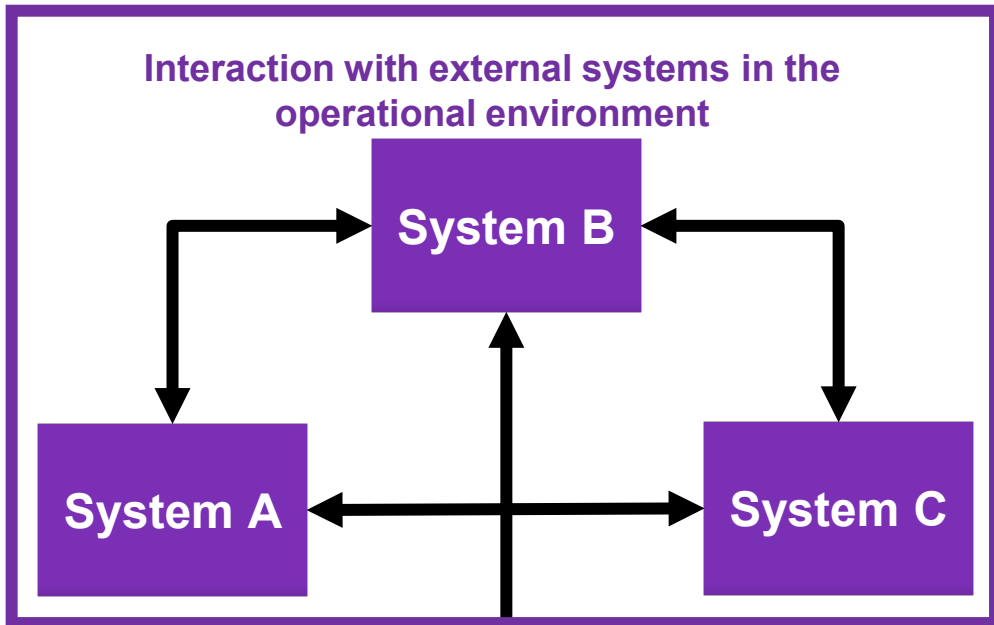 Interaction with external systems in the
operational environment
System B
System A
System C